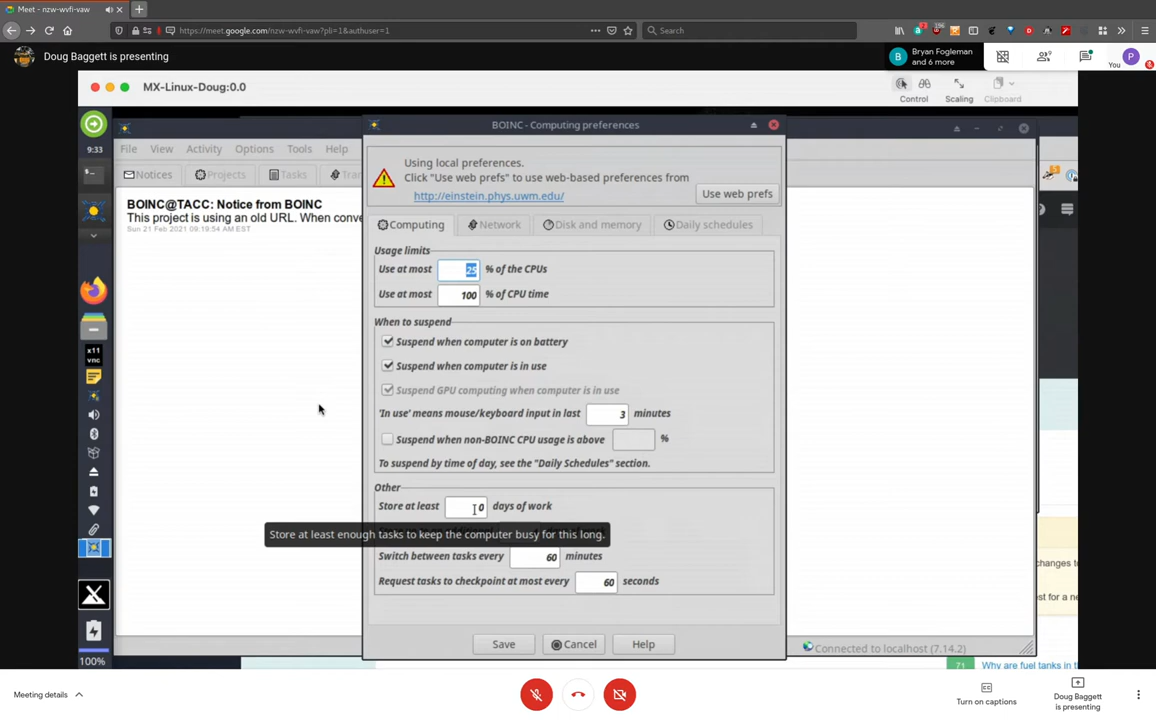 Meet - nzw-wvfi-vaw
https://meet.google.com/nzw-wvfi-vaw?pli=1&authuser=1
Search
196
Doug Baggett is presenting
B
Bryan Fogleman
and 6 more
You
P
MX-Linux-Doug:0.0
Control
Scaling
Clipboard
9:33
File View Activity Options Tools Help
Notices Projects Tasks
BOINC@TACC: Notice from BOINC
This project is using an old URL. When conve
Sun 21 Feb 2021 09:19:54 AM EST
x11
vnc
100%
BOINC - Computing preferences
Using local preferences.
Click "Use web prefs" to use web-based preferences from
http://einstein.phys.uwm.edu/
Use web prefs
Computing Network Disk and memory Daily schedules
Usage limits
Use at most 25 % of the CPUs
Use at most 100 % of CPU time
When to suspend
Suspend when computer is on battery
Suspend when computer is in use
Suspend GPU computing when computer is in use
'In use' means mouse/keyboard input in last 3 minutes
Suspend when non-BOINC CPU usage is above %
To suspend by time of day, see the "Daily Schedules" section.
Other
Store at least 0 days of work
Store at least enough tasks to keep the computer busy for this long.
Switch between tasks every 60 minutes
Request tasks to checkpoint at most every 60 seconds
Save Cancel Help
Connected to localhost (7.14.2)
changes to
est for a ne
71 Why are fuel tanks in t
Meeting details
Turn on captions
Doug Baggett
is presenting